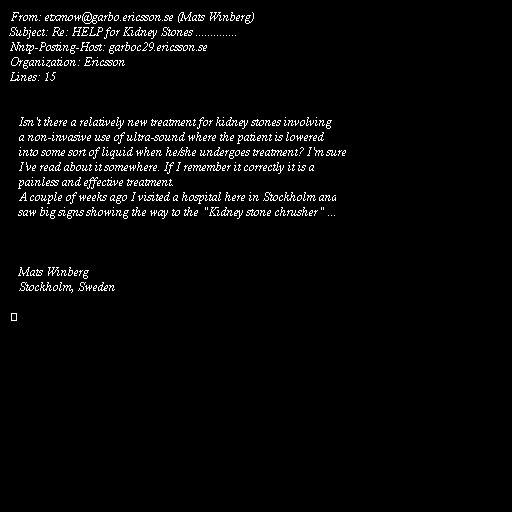 From: etxmow@garbo.ericsson.se (Mats Winberg)
Subject: Re: HELP for Kidney Stones ..............
Nntp-Posting-Host: garboc29.ericsson.se
Organization: Ericsson
Lines: 15
Isn't there a relatively new treatment for kidney stones involving
a non-invasive use of ultra-sound where the patient is lowered
into some sort of liquid when he/she undergoes treatment? I'm sure
I've read about it somewhere. If I remember it correctly it is a
painless and effective treatment.
A couple of weeks ago I visited a hospital here in Stockholm and
saw big signs showing the way to the "Kidney stone chrusher" ...
Mats Winberg
Stockholm, Sweden